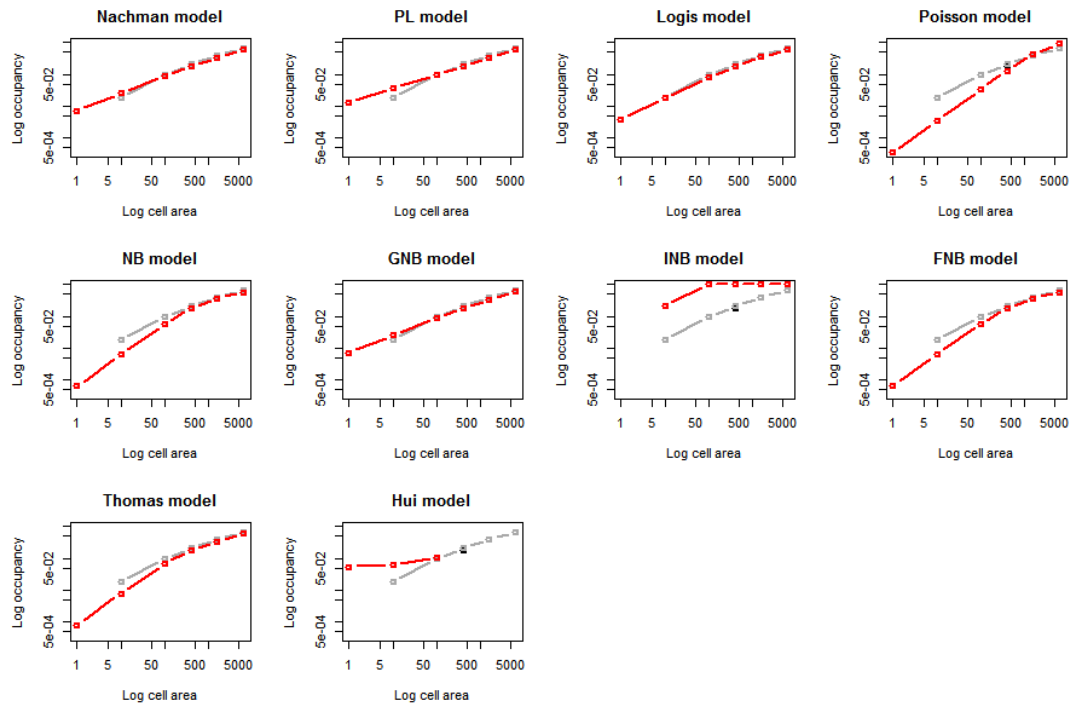 Nachman model
PL model
Logis model
Poisson model
Log occupancy
5e-04 5e-02
1 5 50 500 5000
Log cell area
Log occupancy
5e-04 5e-02
1 5 50 500 5000
Log cell area
Log occupancy
5e-04 5e-02
1 5 50 500 5000
Log cell area
Log occupancy
5e-04 5e-02
1 5 50 500 5000
Log cell area
NB model
GNB model
INB model
FNB model
Log occupancy
5e-04 5e-02
1 5 50 500 5000
Log cell area
Log occupancy
5e-04 5e-02
1 5 50 500 5000
Log cell area
Log occupancy
5e-04 5e-02
1 5 50 500 5000
Log cell area
Log occupancy
5e-04 5e-02
1 5 50 500 5000
Log cell area
Thomas model
Hui model
Log occupancy
5e-04 5e-02
1 5 50 500 5000
Log cell area
Log occupancy
5e-04 5e-02
1 5 50 500 5000
Log cell area